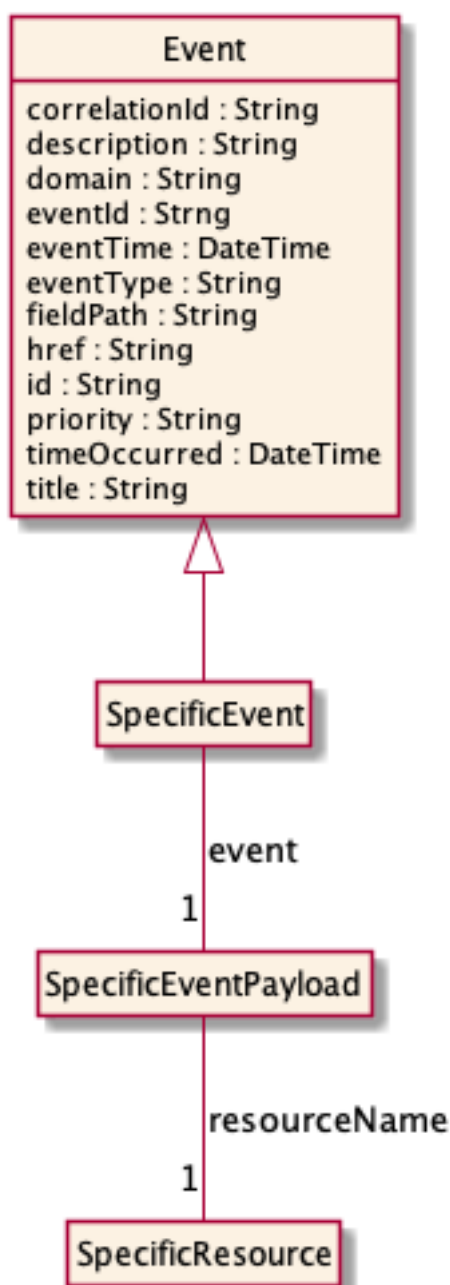 Event
correlationId : String
description : String
domain : String
eventId : Strng
eventTime : DateTime
eventType : String
fieldPath : String
href : String
id : String
priority : String
timeOccurred : DateTime
title : String
SpecificEvent
event
1
SpecificEventPayload
resourceName
1
SpecificResource